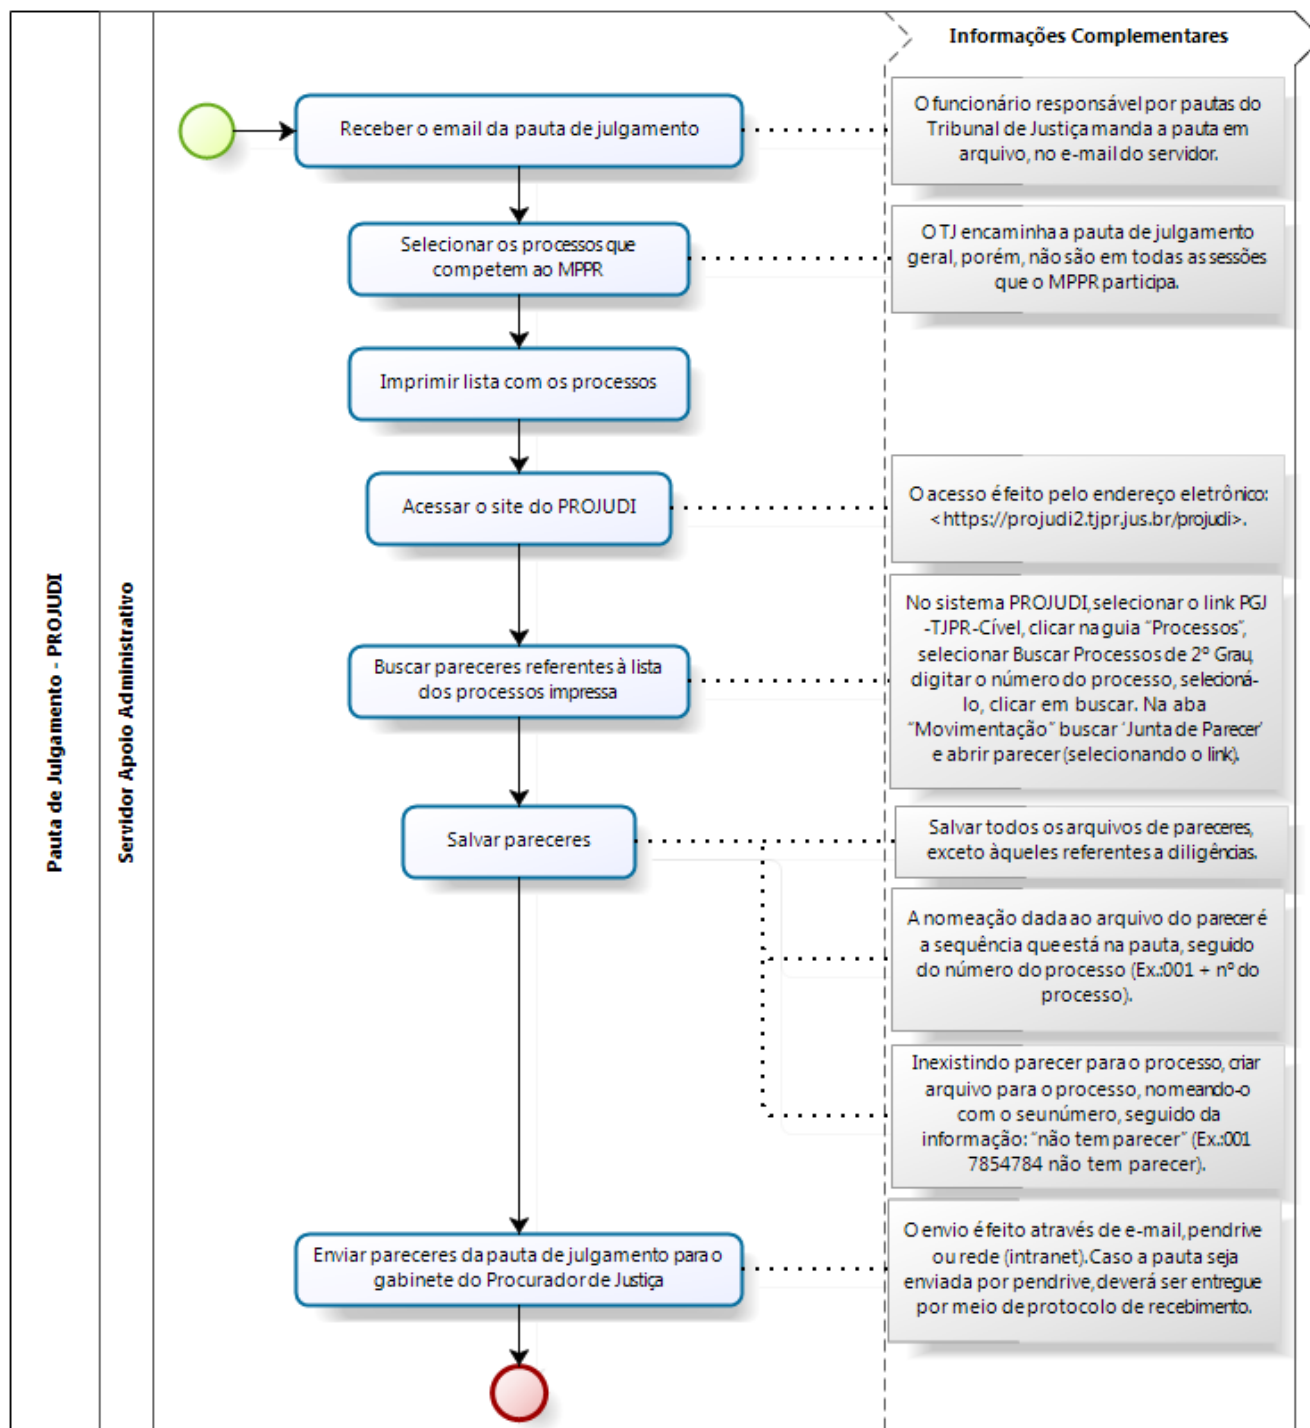 Pauta de Julgamento - PROJUDI
Servidor Apoio Administrativo
Informações Complementares
Receber o email da pauta de julgamento
O funcionário responsável por pautas do
Tribunal de Justiça manda a pauta em
arquivo, no e-mail do servidor.
Selecionar os processos que
competem ao MPPR
O TJ encaminha a pauta de julgamento
geral, porém, não são em todas as sessões
que o MPPR participa.
Imprimir lista com os processos
Acessar o site do PROJUDI
O acesso é feito pelo endereço eletrônico:
<https://projudi2.tjpr.jus.br/projudi>.
Buscar pareceres referentes à lista
dos processos impressa
No sistema PROJUDI, selecionar o link PGJ
-TJPR-Cível, clicar na guia “Processos”,
selecionar Buscar Processos de 2º Grau,
digitar o número do processo, selecioná-
lo, clicar em buscar. Na aba
“Movimentação” buscar ‘Junta de Parecer’
e abrir parecer (selecionando o link).
Salvar pareceres
Salvar todos os arquivos de pareceres,
exceto àqueles referentes a diligências.
A nomeação dada ao arquivo do parecer é
a sequência que está na pauta, seguido
do número do processo (Ex.:001 + nº do
processo).
Inexistindo parecer para o processo, criar
arquivo para o processo, nomeando-o
com o seu número, seguido da
informação: “não tem parecer” (Ex.:001
7854784 não tem parecer).
Enviar pareceres da pauta de julgamento para o
gabinete do Procurador de Justiça
O envio é feito através de e-mail, pendrive
ou rede (intranet). Caso a pauta seja
enviada por pendrive, deverá ser entregue
por meio de protocolo de recebimento.